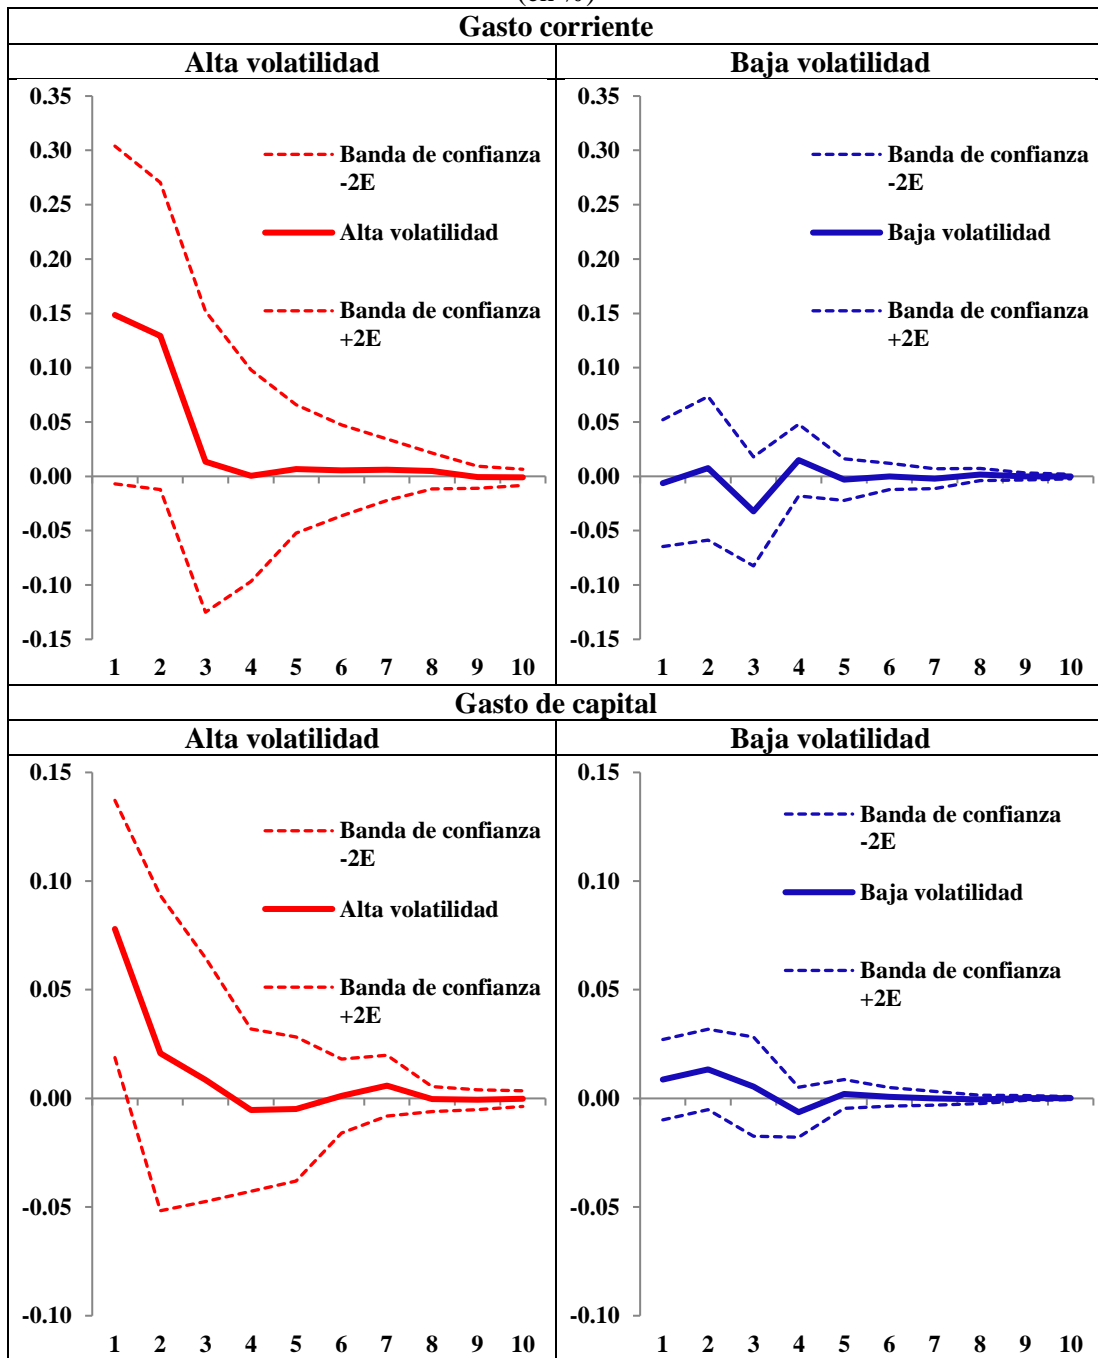 (en %)
Gasto corriente
Alta volatilidad
Baja volatilidad
0.35
0.30
0.25
0.20
0.15
0.10
0.05
0.00
-0.05
-0.10
-0.15
Banda de confianza
-2E
Alta volatilidad
Banda de confianza
+2E
1 2 3 4 5 6 7 8 9 10
0.35
0.30
0.25
0.20
0.15
0.10
0.05
0.00
-0.05
-0.10
-0.15
Banda de confianza
-2E
Baja volatilidad
Banda de confianza
+2E
1 2 3 4 5 6 7 8 9 10
Gasto de capital
Alta volatilidad
Baja volatilidad
0.15
0.10
0.05
0.00
-0.05
-0.10
Banda de confianza
-2E
Alta volatilidad
Banda de confianza
+2E
1 2 3 4 5 6 7 8 9 10
0.15
0.10
0.05
0.00
-0.05
-0.10
Banda de confianza
-2E
Baja volatilidad
Banda de confianza
+2E
1 2 3 4 5 6 7 8 9 10